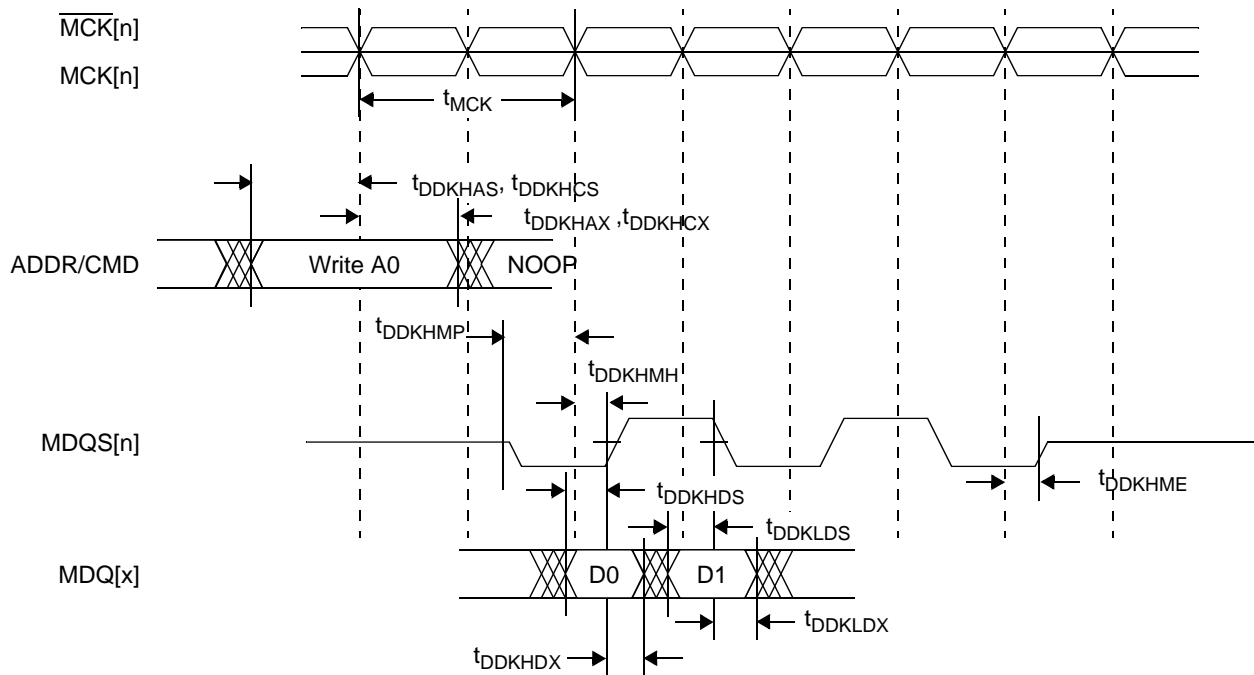 MCK[n]
MCK[n]
tMCK
tDDKHAS, tDDKHCS
tDDKHAX ,tDDKHCX
ADDR/CMD
Write A0
NOOP
tDDKHMP
tDDKHMH
MDQS[n]
tDDKHME
tDDKHDS
tDDKLDS
MDQ[x]
D0
D1
tDDKLDX
tDDKHDX